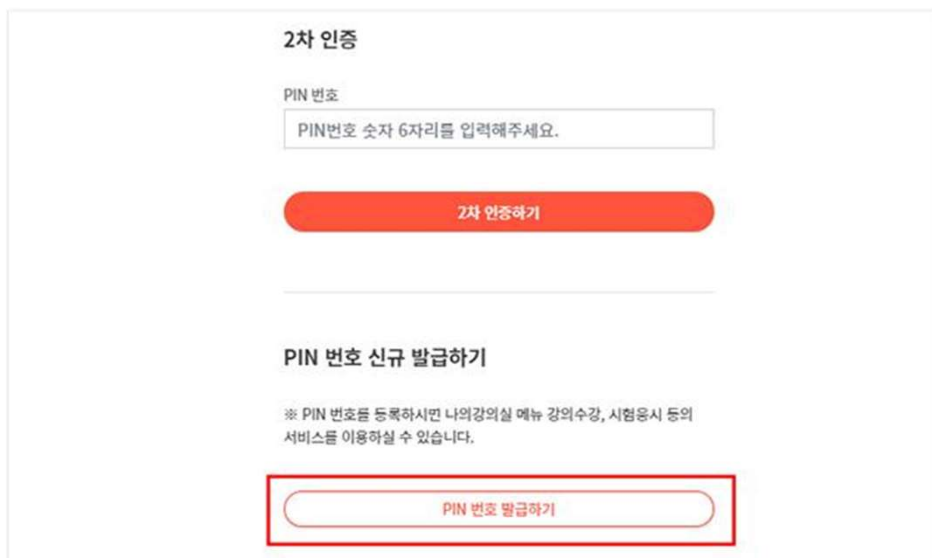 2차 인증
PIN 번호
PIN번호 숫자 6자리를 입력해주세요.
2차 인증하기
PIN 번호 신규 발급하기
※ PIN 번호를 등록하시면 나의강의실 메뉴 강의수강, 시험응시 등의
서비스를 이용하실 수 있습니다.
PIN 번호 발급하기